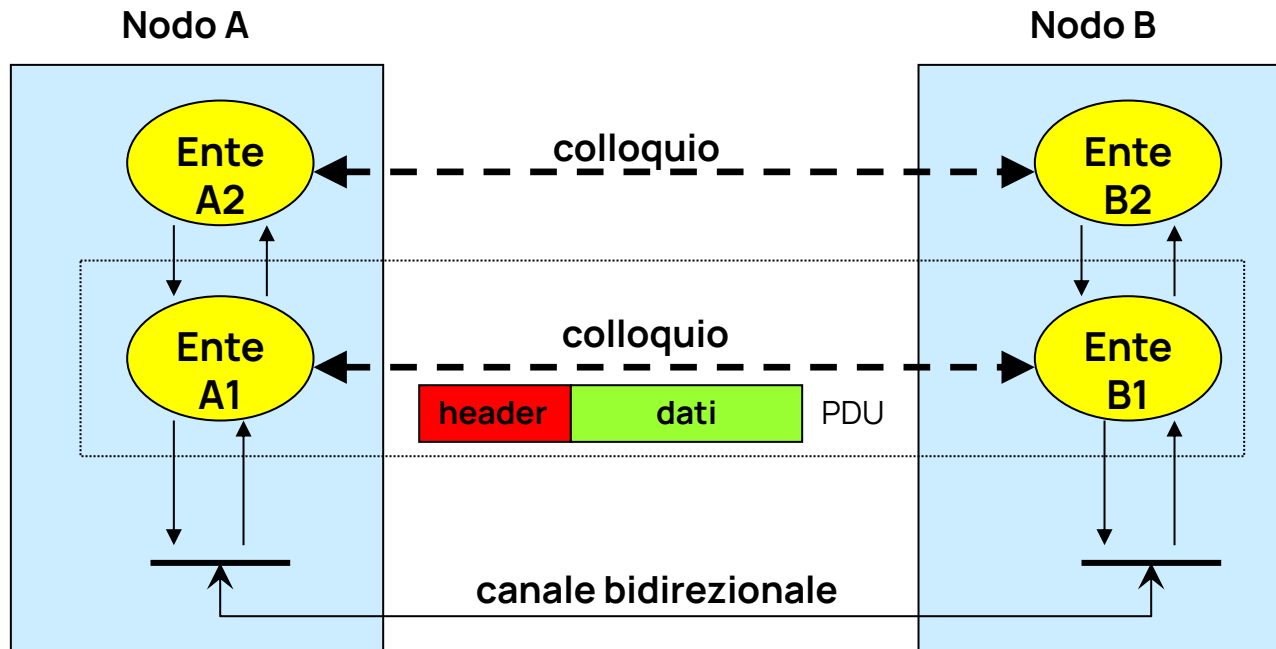 Nodo A
Nodo B
Ente
A2
colloquio
Ente
B2
Ente
A1
colloquio
Ente
B1
header
dati
PDU
canale bidirezionale